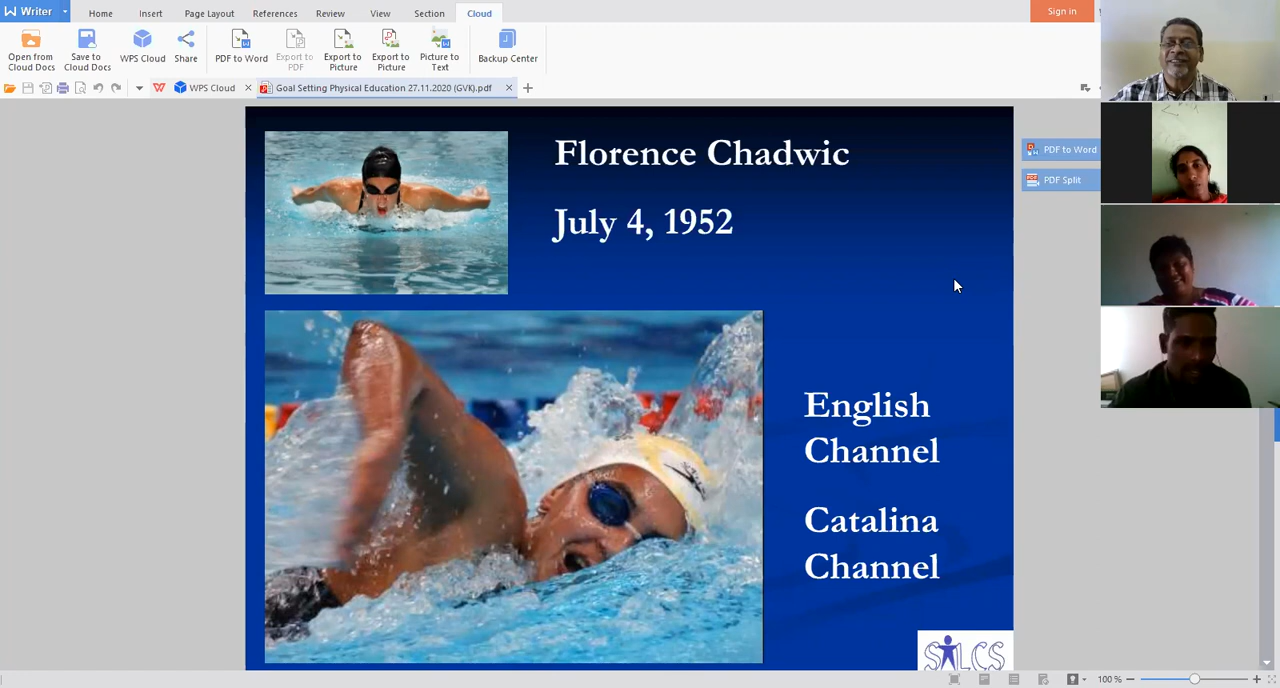 Writer
Home
Insert
Page Layout
References
Review
View
Section
Cloud
Sign in
Open from
Cloud Docs
Save to
Cloud Docs
WPS Cloud
Share
PDF to Word
Export to
PDF
Export to
Picture
Export to
Picture
Picture to
Text
Backup Center
WPS Cloud
Goal Setting Physical Education 27.11.2020 (GVK).pdf
Florence Chadwic
July 4, 1952
PDF to Word
PDF Split
English
Channel
Catalina
Channel
100 %